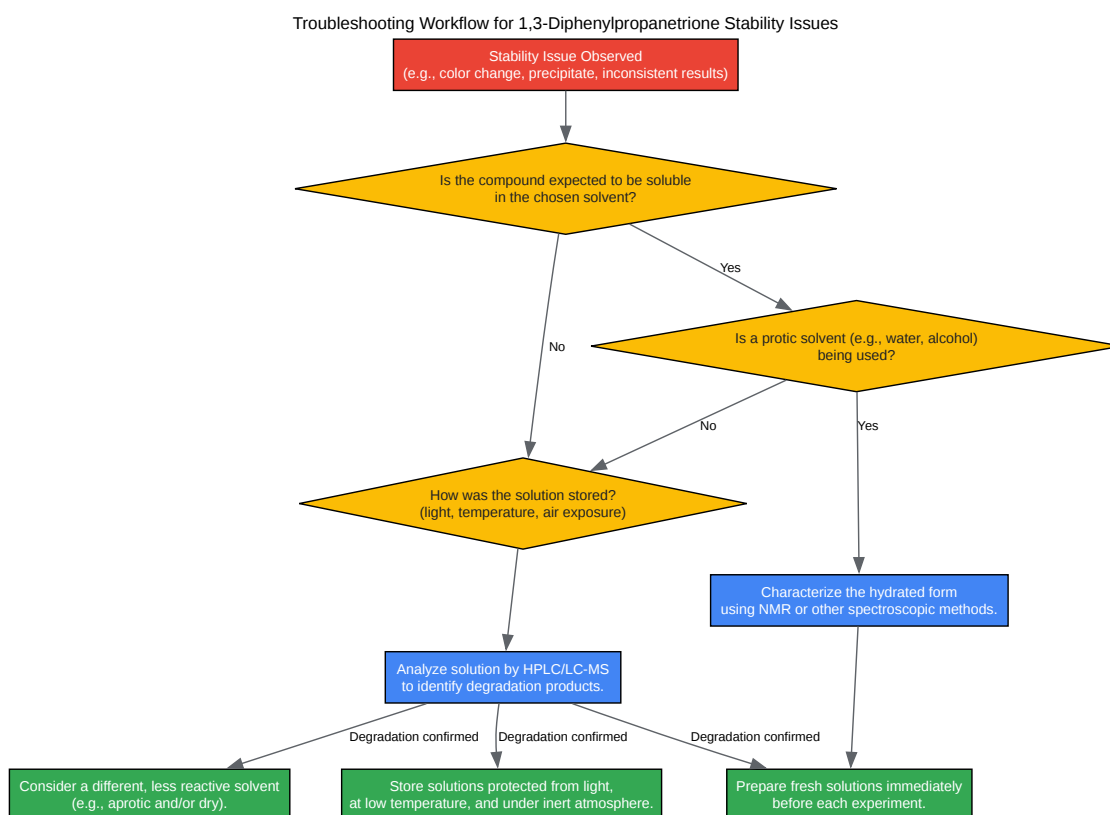 Troubleshooting Workflow for 1,3-Diphenylpropanetrione Stability Issues
Stability Issue Observed
(e.g., color change, precipitate, inconsistent results)
Is the compound expected to be soluble
in the chosen solvent?
Yes
Is a protic solvent (e.g., water, alcohol)
being used?
No
No
Yes
How was the solution stored?
(light, temperature, air exposure)
Characterize the hydrated form
using NMR or other spectroscopic methods.
Analyze solution by HPLC/LC-MS
to identify degradation products.
Degradation confirmed
Degradation confirmed
Degradation confirmed
Consider a different, less reactive solvent
(e.g., aprotic and/or dry).
Store solutions protected from light,
at low temperature, and under inert atmosphere.
Prepare fresh solutions immediately
before each experiment.